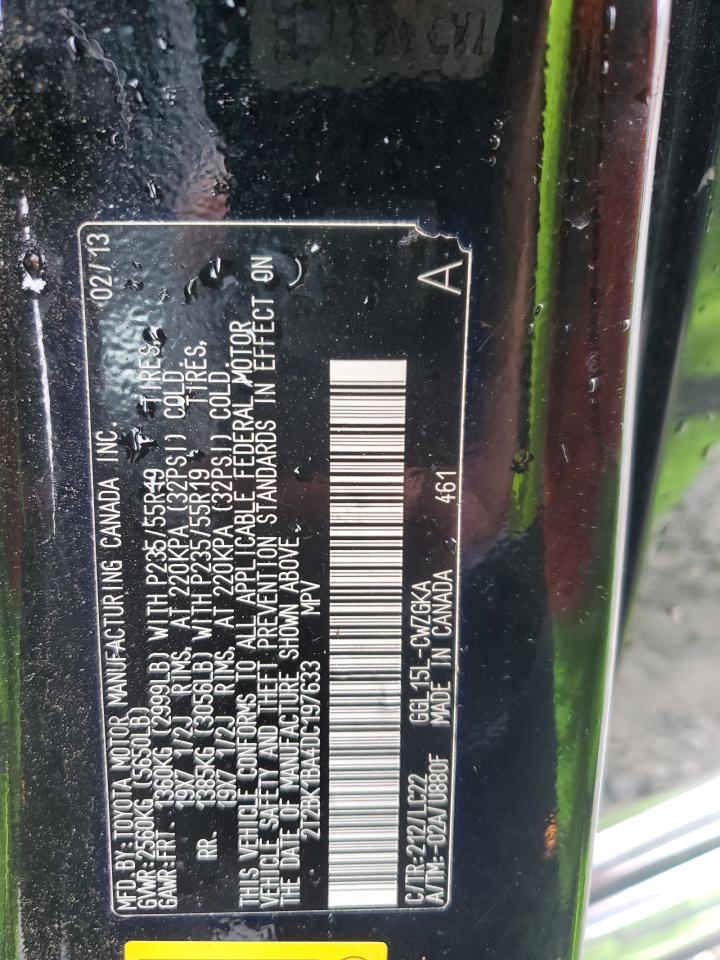 MFD BY: TOYOTA MOTOR MANUFACTURING CANADA INC. 02/13
GVWR:2560KG (5650LB)
GAWR:FRT. 1360KG (2999LB) WITH P235/55R19 TIRES,
19X7 1/2J RIMS, AT 220KPA (32PSI) COLD
RR. 1385KG (3056LB) WITH P235/55R19 TIRES,
19X7 1/2J RIMS, AT 220KPA (32PSI) COLD
THIS VEHICLE CONFORMS TO ALL APPLICABLE FEDERAL MOTOR
VEHICLE SAFETY AND THEFT PREVENTION STANDARDS IN EFFECT ON
THE DATE OF MANUFACTURE SHOWN ABOVE.
2T2BK1BA4DC197633 MPV
C/TR:212/LC22 GGL15L-CWZGKA A
A/TM:-02A/U880F MADE IN CANADA 461